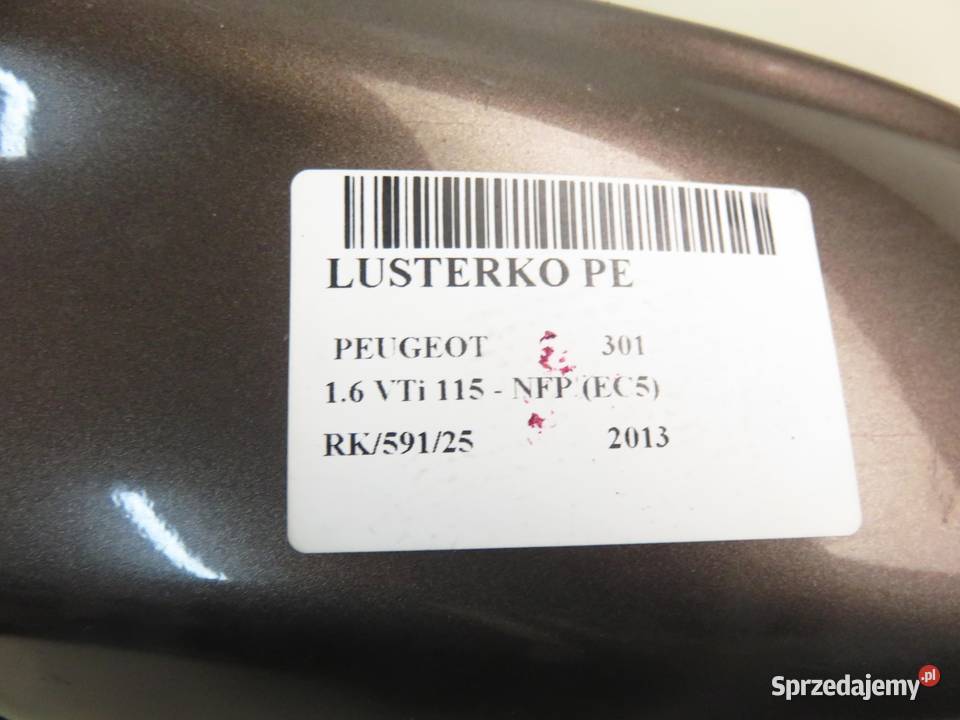 LUSTERKO PE
PEUGEOT 301
1.6 VTi 115 - NFP (EC5)
RK/591/25 2013
Sprzedajemy.pl